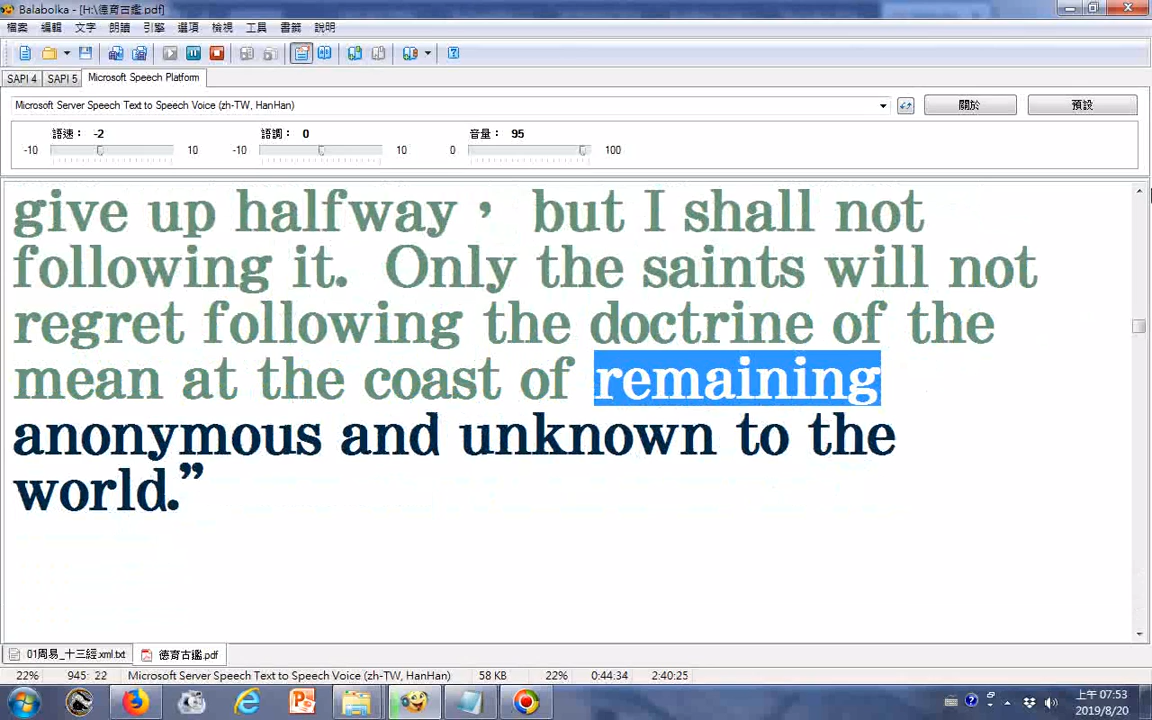 Balabolka - [H:\德育古鑑.pdf]
檔案 編輯 文字 朗讀 引擎 選項 檢視 工具 書籤 說明
SAPI 4 SAPI 5 Microsoft Speech Platform
Microsoft Server Speech Text to Speech Voice (zh-TW, HanHan) 關於 預設
語速： -2 語調： 0 音量： 95
-10 10 -10 10 0 100
give up halfway， but I shall not
following it. Only the saints will not
regret following the doctrine of the
mean at the coast of remaining
anonymous and unknown to the
world.”
01周易_十三經.xml.txt 德育古鑑.pdf
22% 945: 22 Microsoft Server Speech Text to Speech Voice (zh-TW, HanHan) 58 KB 22% 0:44:34 2:40:25
上午 07:53
2019/8/20